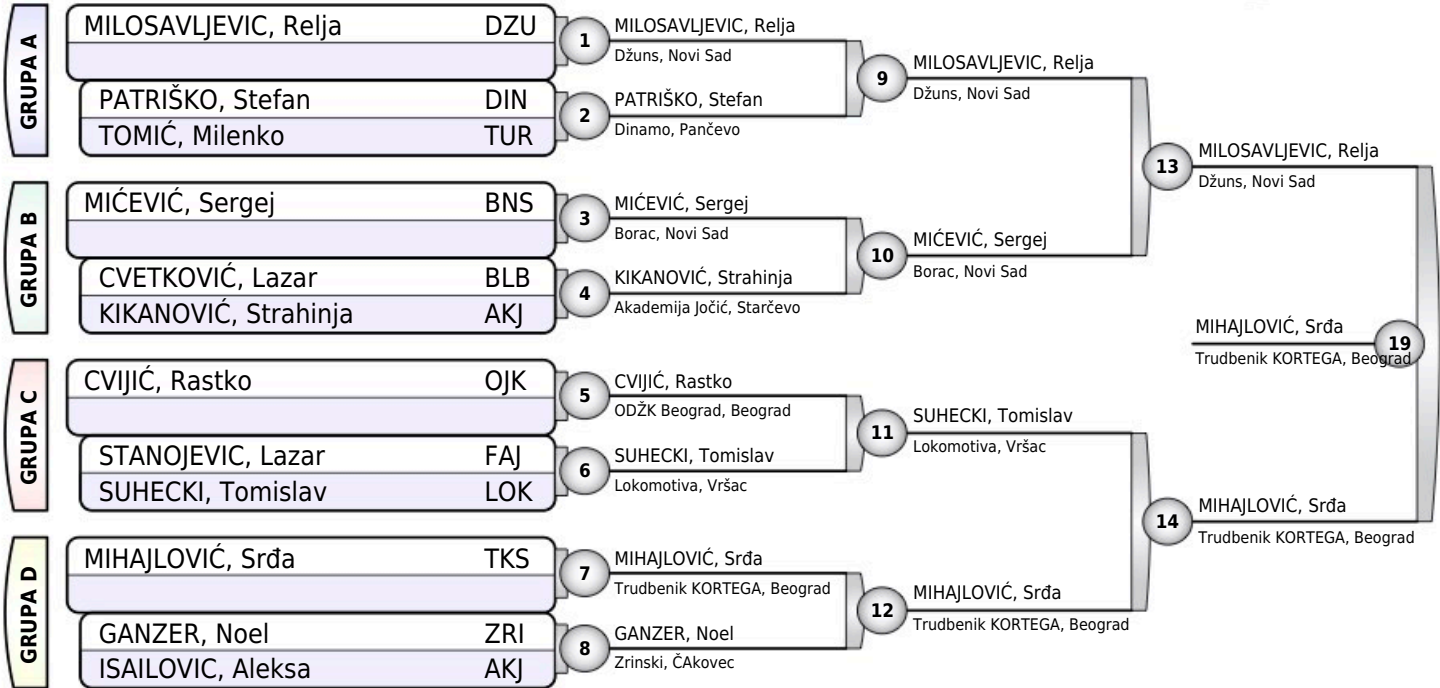 GRUPA A
MILOSAVLJEVIC, Relja DZU
PATRIŠKO, Stefan DIN
TOMIĆ, Milenko TUR
GRUPA B
MIĆEVIĆ, Sergej BNS
CVETKOVIĆ, Lazar BLB
KIKANOVIĆ, Strahinja AKJ
GRUPA C
CVIJIĆ, Rastko OJK
STANOJEVIC, Lazar FAJ
SUHECKI, Tomislav LOK
GRUPA D
MIHAJLOVIĆ, Srđa TKS
GANZER, Noel ZRI
ISAILOVIC, Aleksa AKJ
1
MILOSAVLJEVIC, Relja
Džuns, Novi Sad
2
PATRIŠKO, Stefan
Dinamo, Pančevo
3
MIĆEVIĆ, Sergej
Borac, Novi Sad
4
KIKANOVIĆ, Strahinja
Akademija Jočić, Starčevo
5
CVIJIĆ, Rastko
ODŽK Beograd, Beograd
6
SUHECKI, Tomislav
Lokomotiva, Vršac
7
MIHAJLOVIĆ, Srđa
Trudbenik KORTEGA, Beograd
8
GANZER, Noel
Zrinski, ČAkovec
9
MILOSAVLJEVIC, Relja
Džuns, Novi Sad
10
MIĆEVIĆ, Sergej
Borac, Novi Sad
11
SUHECKI, Tomislav
Lokomotiva, Vršac
12
MIHAJLOVIĆ, Srđa
Trudbenik KORTEGA, Beograd
13
MILOSAVLJEVIC, Relja
Džuns, Novi Sad
14
MIHAJLOVIĆ, Srđa
Trudbenik KORTEGA, Beograd
19
MIHAJLOVIĆ, Srđa
Trudbenik KORTEGA, Beograd